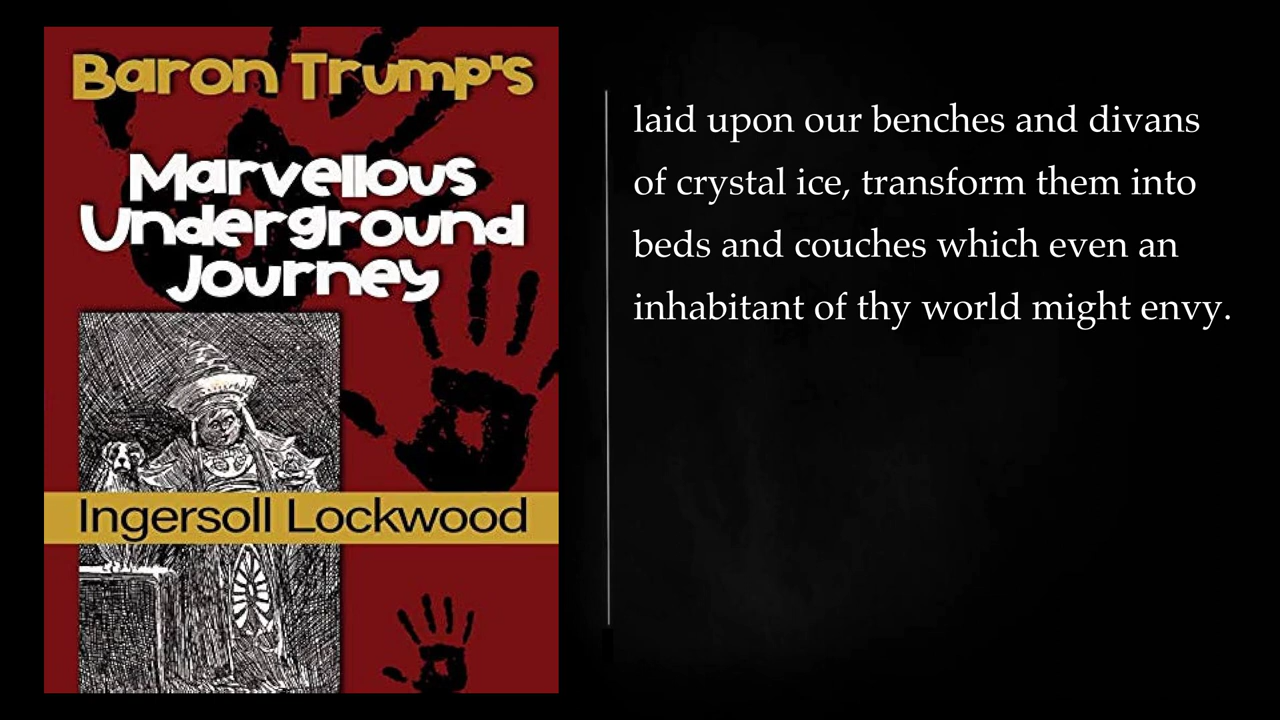 Baron Trump's
Marvellous
Underground
Journey
Ingersoll Lockwood
laid upon our benches and divans
of crystal ice, transform them into
beds and couches which even an
inhabitant of thy world might envy.